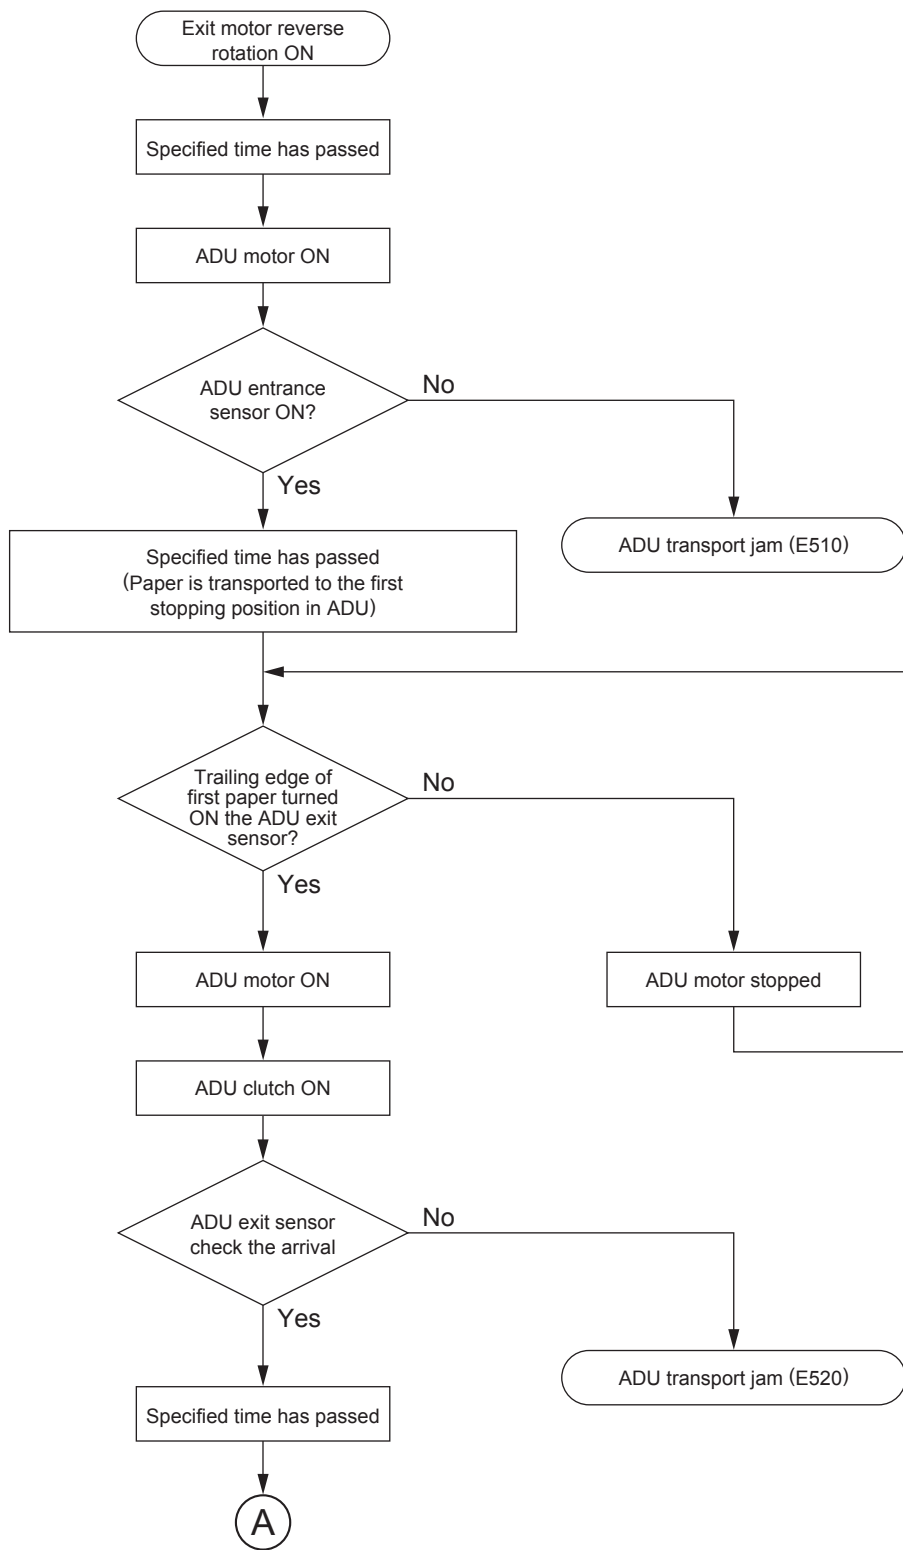 Exit motor reverse
rotation ON
Specified time has passed
ADU motor ON
ADU entrance
sensor ON?
No
Yes
Specified time has passed
(Paper is transported to the first
stopping position in ADU)
ADU transport jam (E510)
Trailing edge of
first paper turned
ON the ADU exit
sensor?
No
Yes
ADU motor ON
ADU motor stopped
ADU clutch ON
ADU exit sensor
check the arrival
No
Yes
ADU transport jam (E520)
Specified time has passed
A